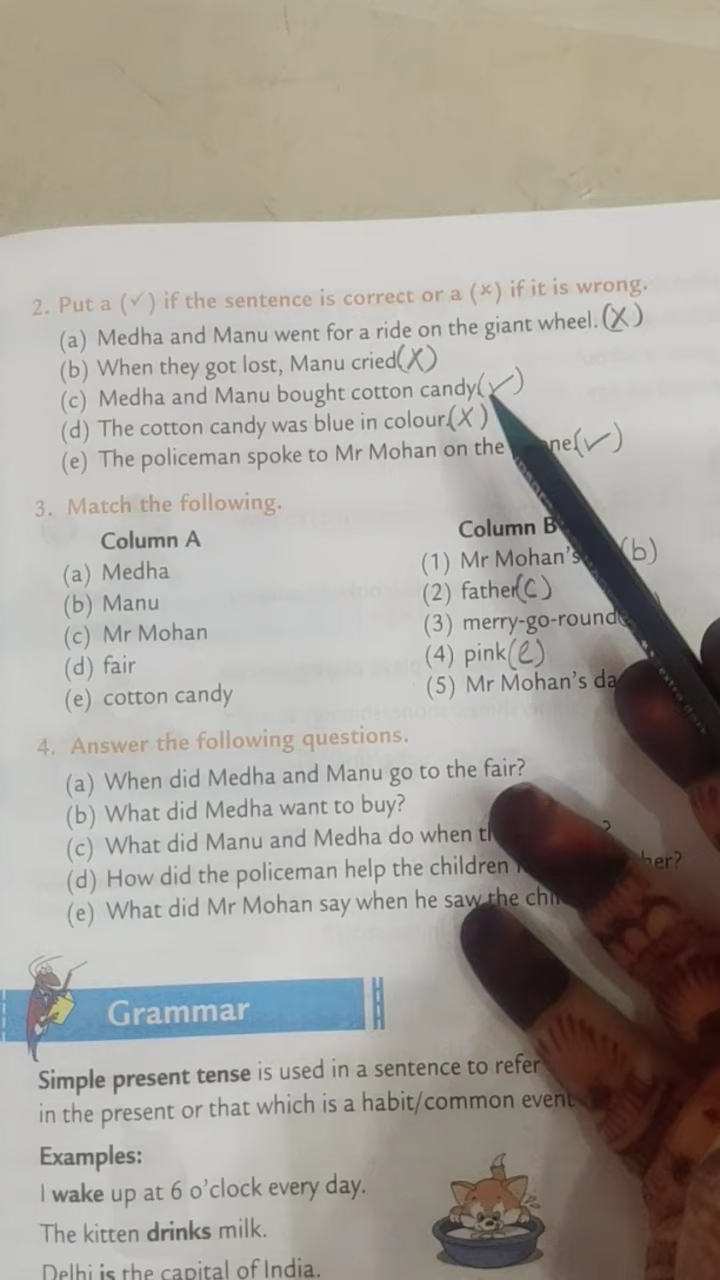 2. Put a (✓) if the sentence is correct or a (×) if it is wrong.
(a) Medha and Manu went for a ride on the giant wheel.(X)
(b) When they got lost, Manu cried(X)
(c) Medha and Manu bought cotton candy(✓)
(d) The cotton candy was blue in colour.(X)
(e) The policeman spoke to Mr Mohan on the (✓)
3. Match the following.
Column A Column B
(a) Medha (1) Mr Mohan's (b)
(b) Manu (2) father(C)
(c) Mr Mohan (3) merry-go-round
(d) fair (4) pink(e)
(e) cotton candy (5) Mr Mohan's
4. Answer the following questions.
(a) When did Medha and Manu go to the fair?
(b) What did Medha want to buy?
(c) What did Manu and Medha do when ?
(d) How did the policeman help the children
(e) What did Mr Mohan say when he saw the
Grammar
Simple present tense is used in a sentence to refer
in the present or that which is a habit/common event
Examples:
I wake up at 6 o'clock every day.
The kitten drinks milk.
Delhi is the capital of India.